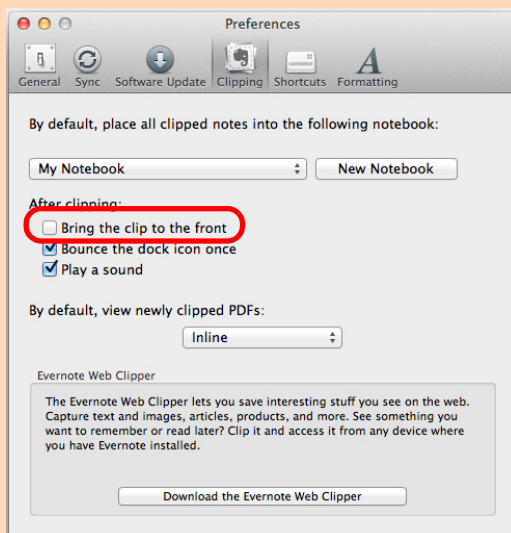 Preferences
General Sync Software Update Clipping Shortcuts Formatting
By default, place all clipped notes into the following notebook:
My Notebook New Notebook
After clipping:
Bring the clip to the front
Bounce the dock icon once
Play a sound
By default, view newly clipped PDFs:
Inline
Evernote Web Clipper
The Evernote Web Clipper lets you save interesting stuff you see on the web.
Capture text and images, articles, products, and more. See something you
want to remember or read later? Clip it and access it from any device where
you have Evernote installed.
Download the Evernote Web Clipper